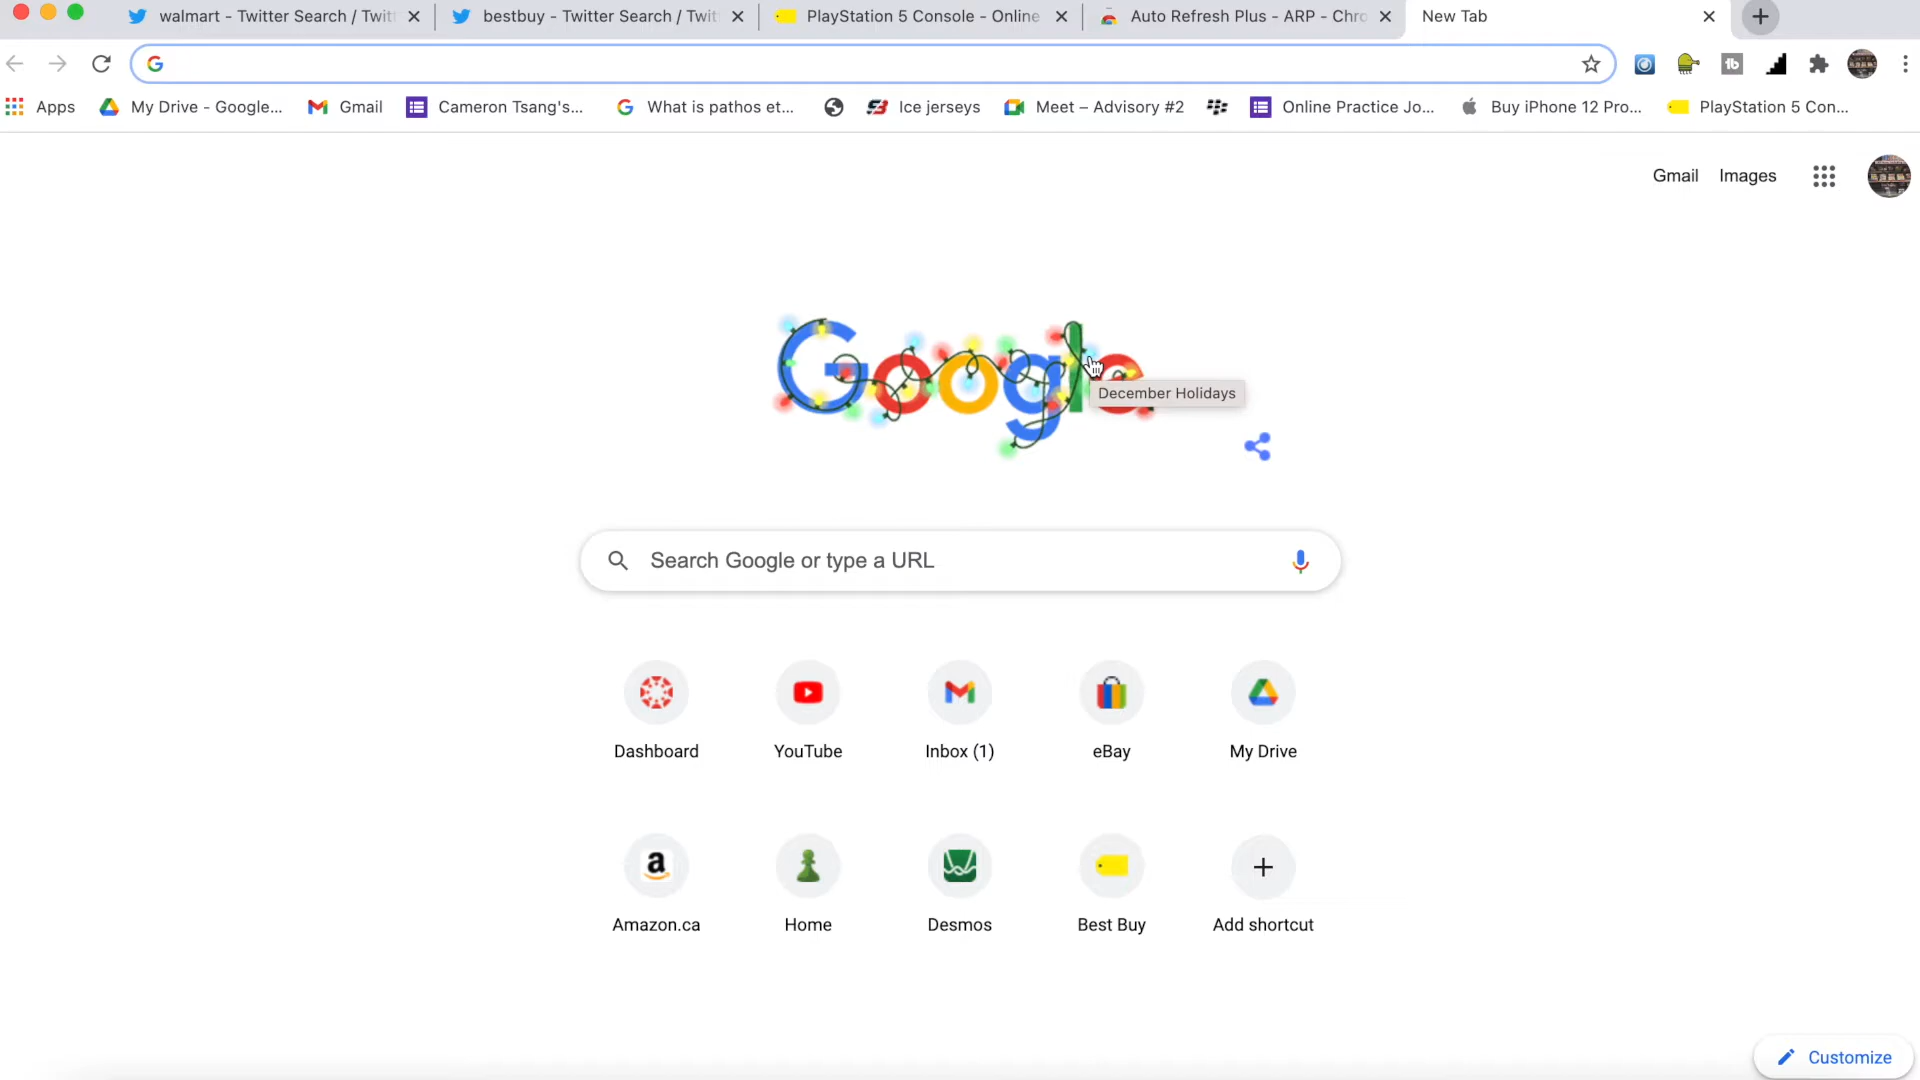 walmart - Twitter Search / Twit
bestbuy - Twitter Search / Twit
PlayStation 5 Console - Online
Auto Refresh Plus - ARP - Chro
New Tab
Apps
My Drive - Google...
Gmail
Cameron Tsang's...
What is pathos et...
Ice jerseys
Meet – Advisory #2
Online Practice Jo...
Buy iPhone 12 Pro...
PlayStation 5 Con...
Gmail Images
Google
December Holidays
Search Google or type a URL
Dashboard YouTube Inbox (1) eBay My Drive
Amazon.ca Home Desmos Best Buy Add shortcut
Customize